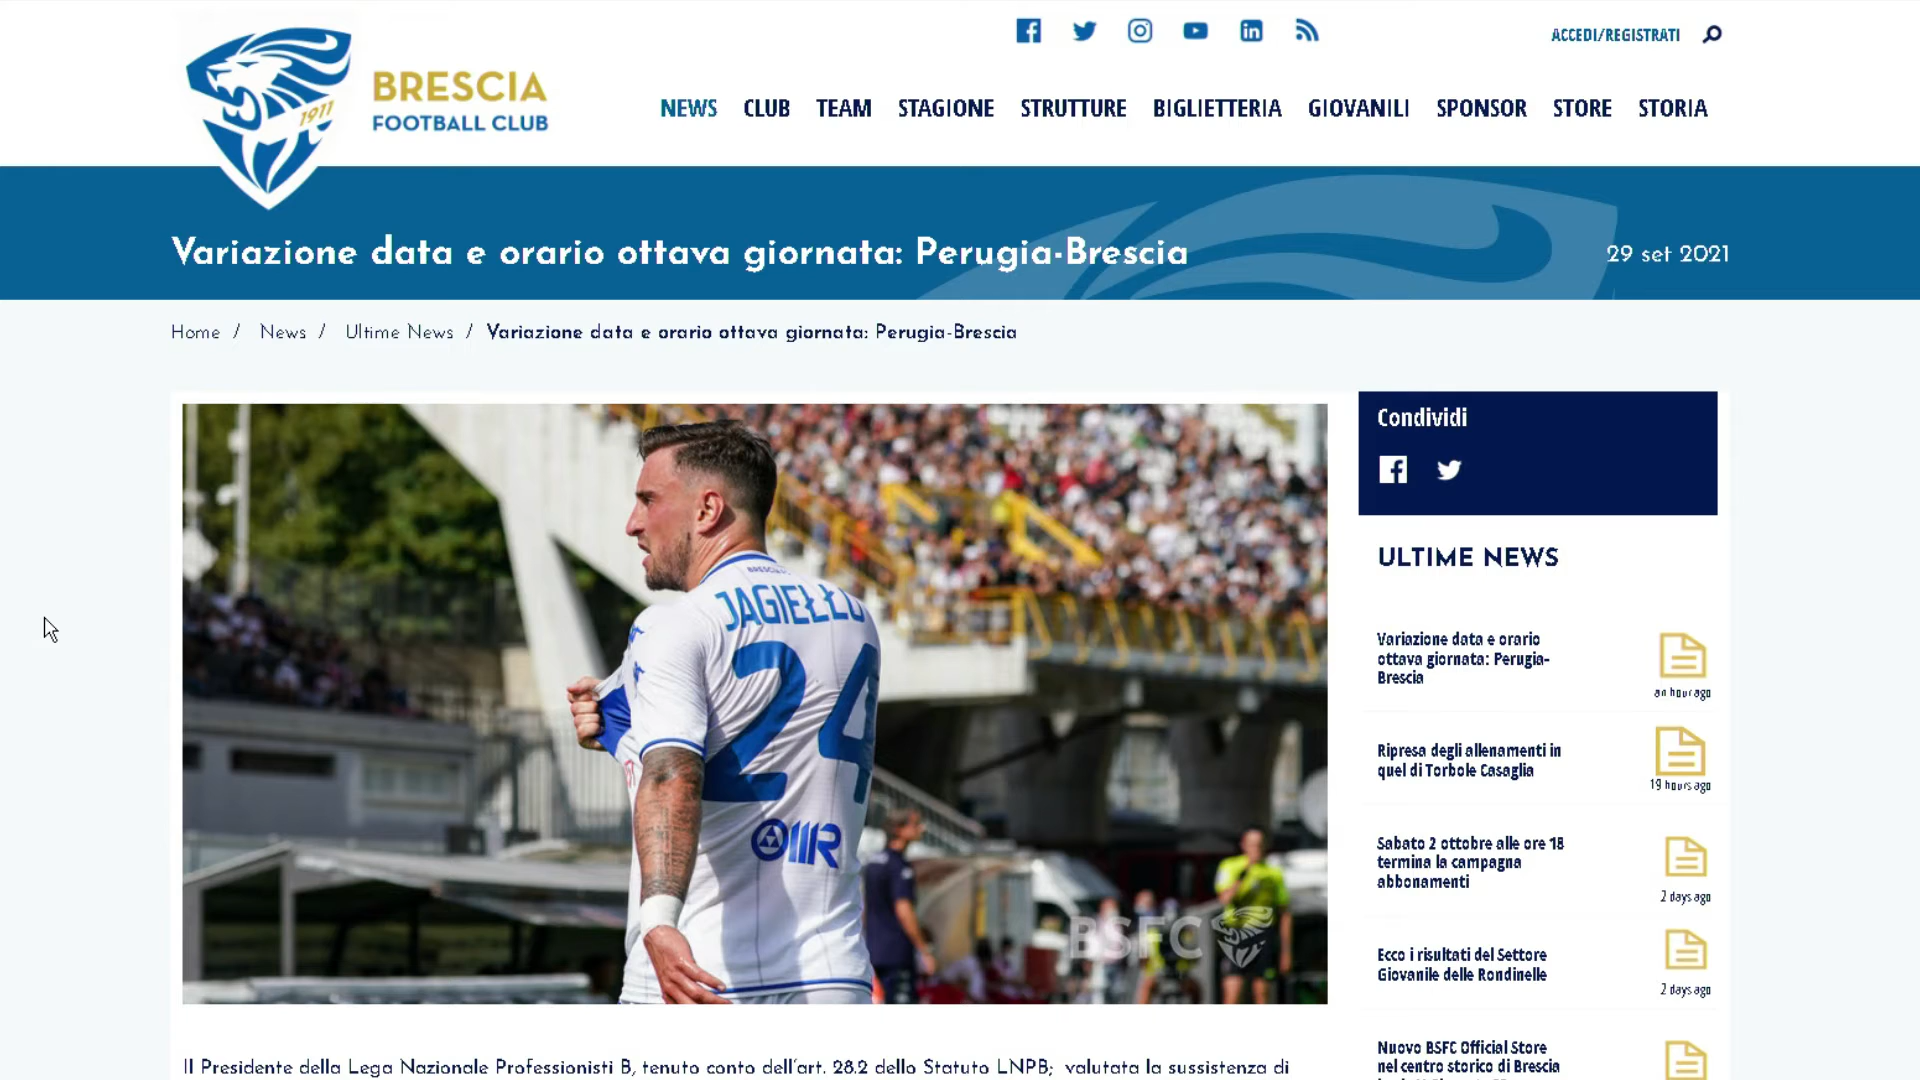 ACCEDI/REGISTRATI
1911
BRESCIA
FOOTBALL CLUB
NEWS CLUB TEAM STAGIONE STRUTTURE BIGLIETTERIA GIOVANILI SPONSOR STORE STORIA
Variazione data e orario ottava giornata: Perugia-Brescia
29 set 2021
Home / News / Ultime News / Variazione data e orario ottava giornata: Perugia-Brescia
Condividi
BRESCIA
JAGIEŁŁO
24
OMR
BSFC
ULTIME NEWS
Variazione data e orario
ottava giornata: Perugia-
Brescia
an hour ago
Ripresa degli allenamenti in
quel di Torbole Casaglia
19 hours ago
Sabato 2 ottobre alle ore 18
termina la campagna
abbonamenti
2 days ago
Ecco i risultati del Settore
Giovanile delle Rondinelle
2 days ago
Nuovo BSFC Official Store
nel centro storico di Brescia
Il Presidente della Lega Nazionale Professionisti B, tenuto conto dell'art. 28.2 dello Statuto LNPB; valutata la sussistenza di